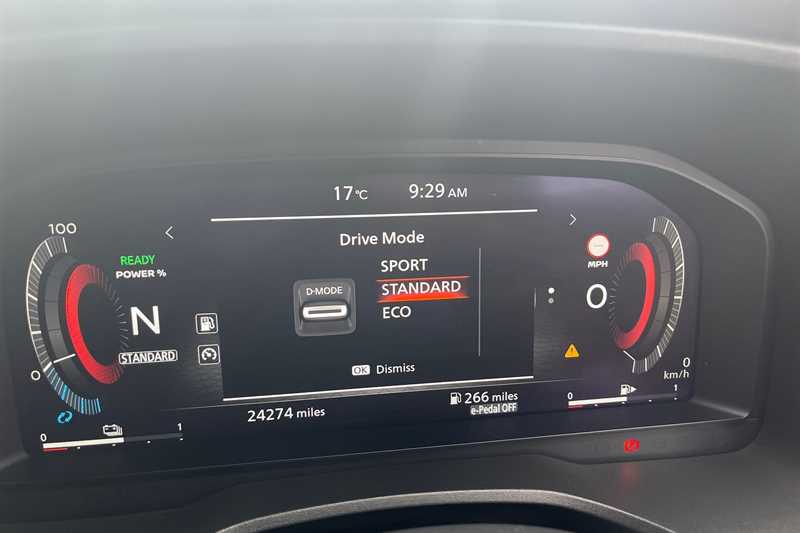 17°C 9:29 AM
< >
Drive Mode
100
READY
POWER %
N
STANDARD
0
D-MODE
SPORT
STANDARD
ECO
OK Dismiss
MPH
0
0
km/h
24274 miles
266 miles
e-Pedal OFF
0 1
0 1